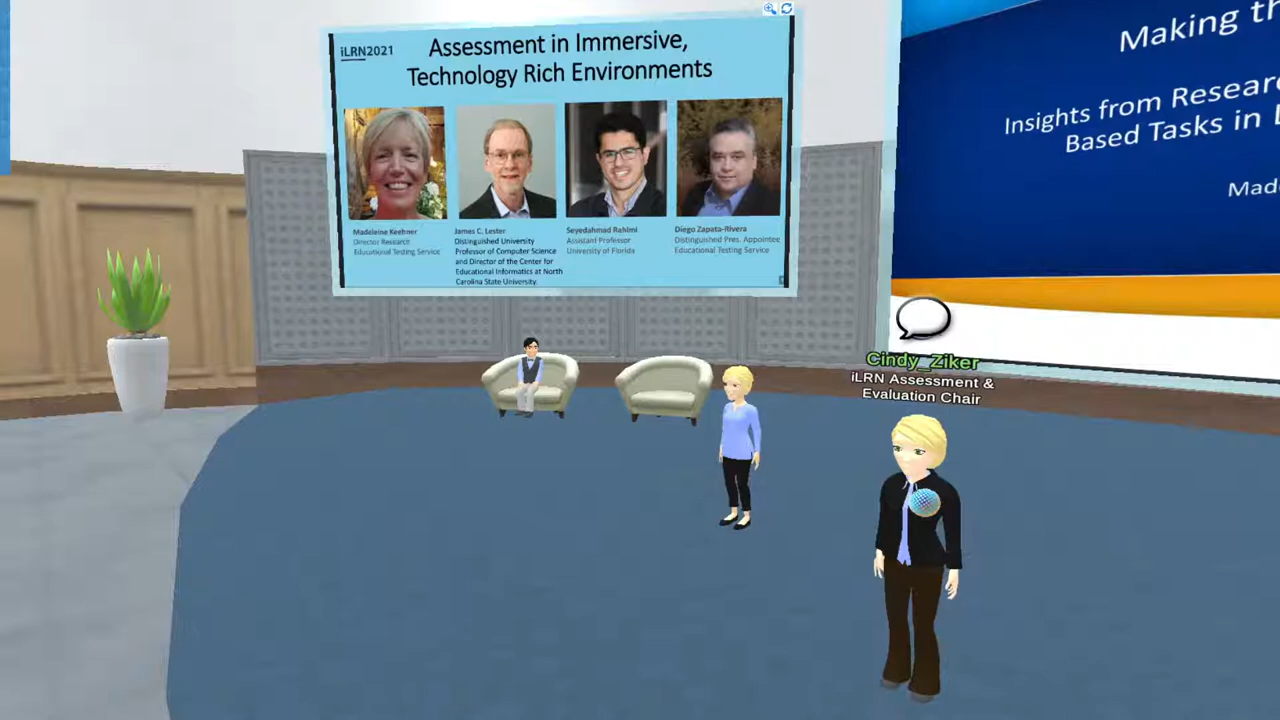 iLRN2021
Assessment in Immersive,
Technology Rich Environments
Madeleine Keehner
Director Research
Educational Testing Service
James C. Lester
Distinguished University
Professor of Computer Science
and Director of the Center for
Educational Informatics at North
Carolina State University.
Seyedahmad Rahimi
Assistant Professor
University of Florida
Diego Zapata-Rivera
Distinguished Pres. Appointee
Educational Testing Service
Making
Insights from
Based Tasks in
Cindy_Ziker
iLRN Assessment &
Evaluation Chair